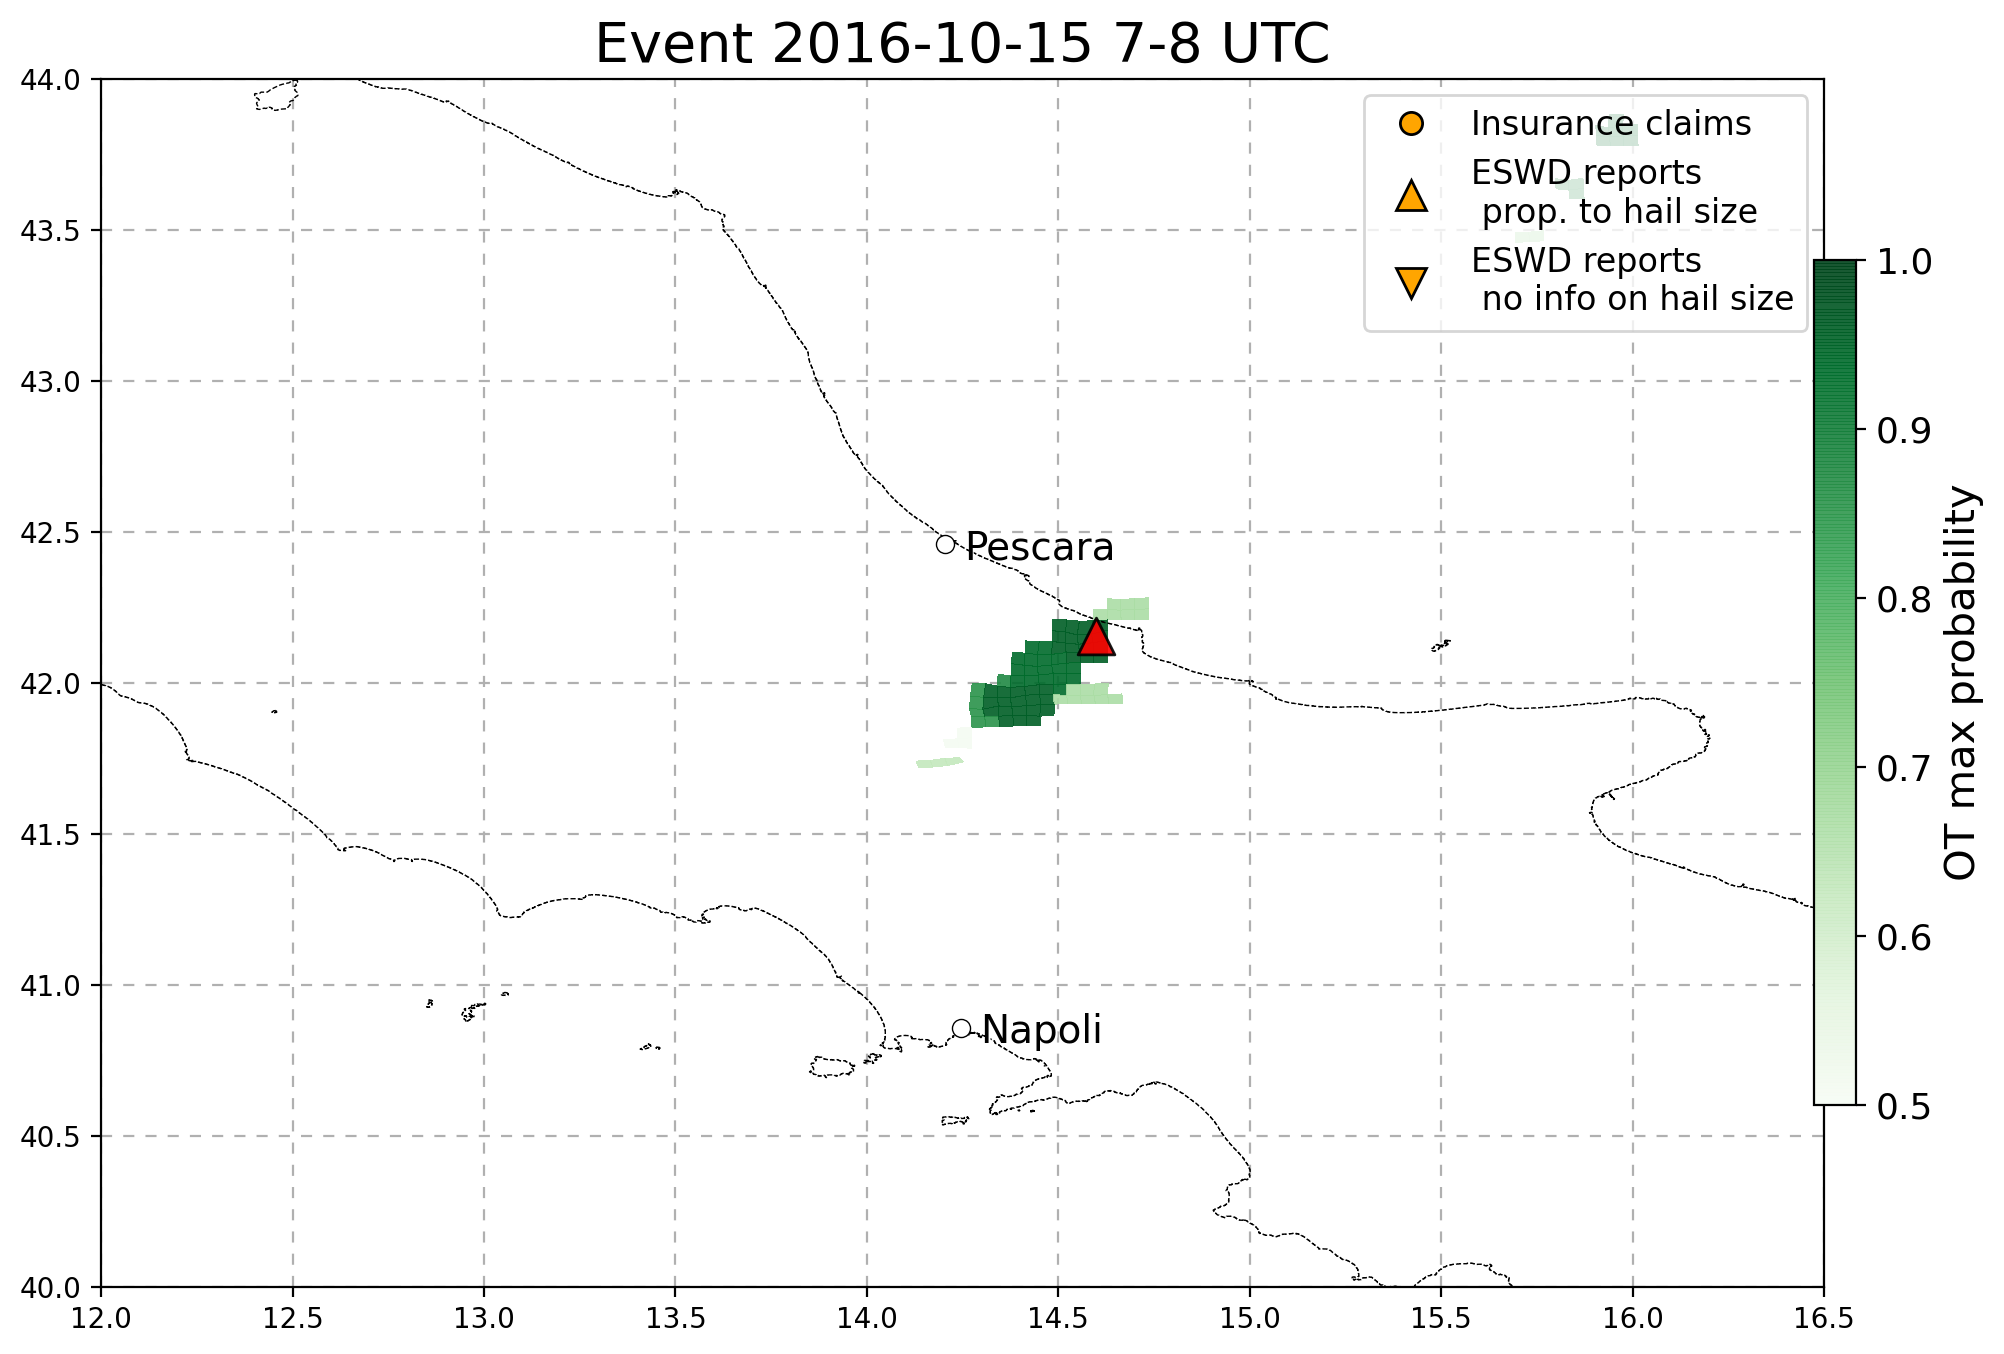 Event 2016-10-15 7-8 UTC
44.0
43.5
43.0
42.5
42.0
41.5
41.0
40.5
40.0
12.0
12.5
13.0
13.5
14.0
14.5
15.0
15.5
16.0
16.5
Insurance claims
ESWD reports
prop. to hail size
ESWD reports
no info on hail size
Pescara
Napoli
1.0
0.9
0.8
0.7
0.6
0.5
OT max probability